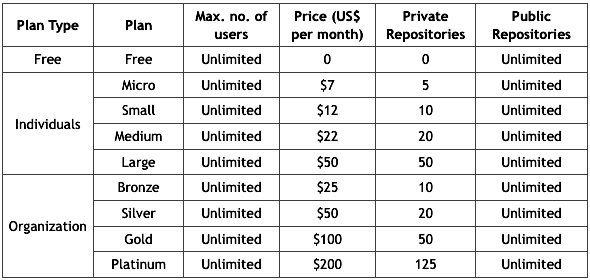 Plan Type Plan Max. no. of users Price (US$ per month) Private Repositories Public Repositories
Free Free Unlimited 0 0 Unlimited
Individuals
Micro Unlimited $7 5 Unlimited
Small Unlimited $12 10 Unlimited
Medium Unlimited $22 20 Unlimited
Large Unlimited $50 50 Unlimited
Organization
Bronze Unlimited $25 10 Unlimited
Silver Unlimited $50 20 Unlimited
Gold Unlimited $100 50 Unlimited
Platinum Unlimited $200 125 Unlimited